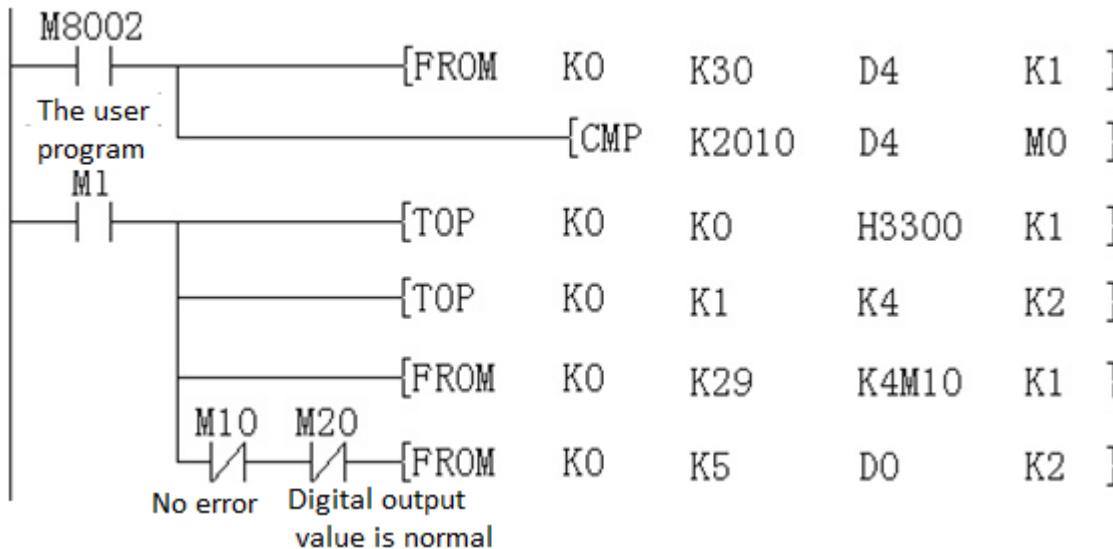 M8002
[FROM K0 K30 D4 K1 ]
The user
program
[CMP K2010 D4 M0 ]
M1
[TOP K0 K0 H3300 K1 ]
[TOP K0 K1 K4 K2 ]
[FROM K0 K29 K4M10 K1 ]
M10 M20
[FROM K0 K5 D0 K2 ]
No error
Digital output
value is normal